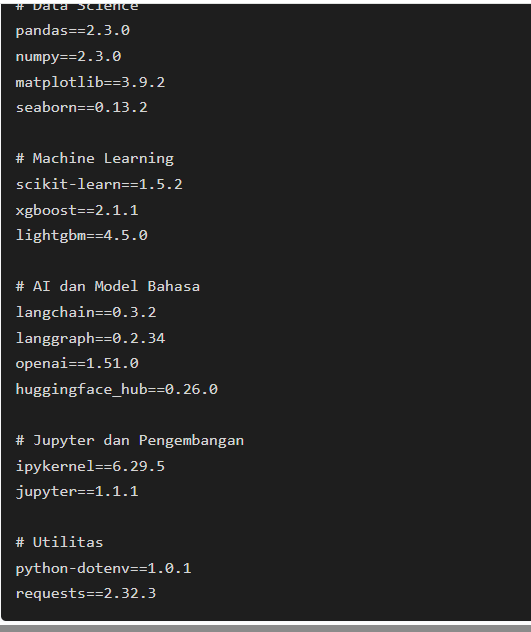 # Data Science
pandas==2.3.0
numpy==2.3.0
matplotlib==3.9.2
seaborn==0.13.2
# Machine Learning
scikit-learn==1.5.2
xgboost==2.1.1
lightgbm==4.5.0
# AI dan Model Bahasa
langchain==0.3.2
langgraph==0.2.34
openai==1.51.0
huggingface_hub==0.26.0
# Jupyter dan Pengembangan
ipykernel==6.29.5
jupyter==1.1.1
# Utilitas
python-dotenv==1.0.1
requests==2.32.3